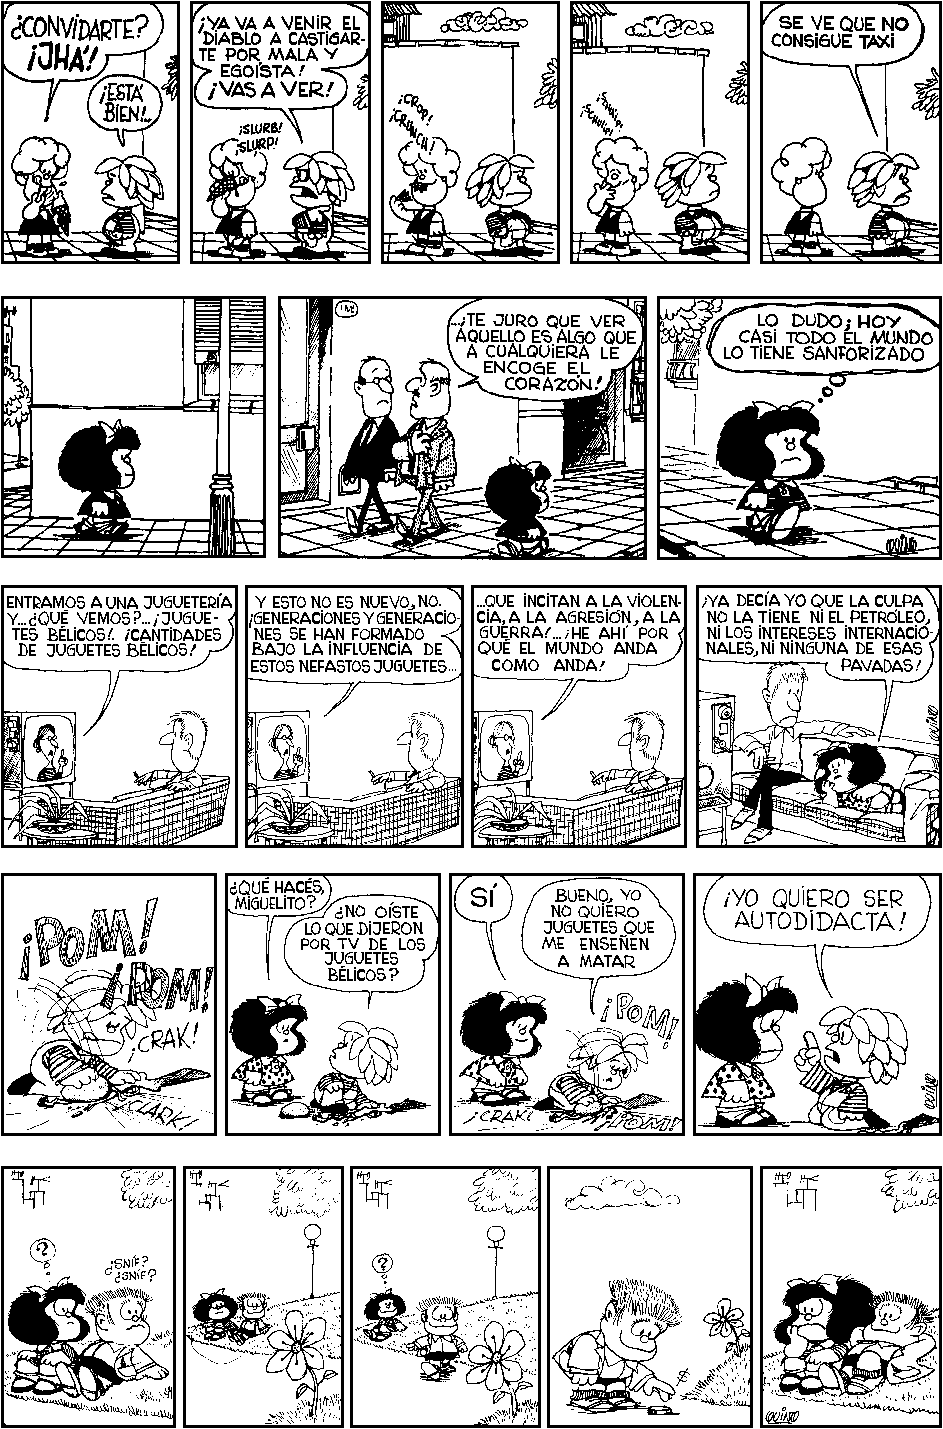 ¿CONVIDARTE?
¡JHÁ!
¡ESTÁ
BIEN!..
¡YA VA A VENIR EL
DIABLO A CASTIGAR-
TE POR MALA Y
EGOÍSTA!
¡VAS A VER!
¡SLURB!
¡SLURP!
¡CROP!
¡CRUNCH!
SE VE QUE NO
CONSIGUE TAXI
...¡TE JURO QUE VER
AQUELLO ES ALGO QUE
A CUALQUIERA LE
ENCOGE EL
CORAZÓN!
LO DUDO; HOY
CASI TODO EL MUNDO
LO TIENE SANFORIZADO
QUINO
ENTRAMOS A UNA JUGUETERÍA
Y...¿QUÉ VEMOS?...¡JUGUE-
TES BÉLICOS!. ¡CANTIDADES
DE JUGUETES BÉLICOS!
Y ESTO NO ES NUEVO, NO.
¡GENERACIONES Y GENERACIO-
NES SE HAN FORMADO
BAJO LA INFLUENCIA DE
ESTOS NEFASTOS JUGUETES...
...QUE INCITAN A LA VIOLEN-
CIA, A LA AGRESIÓN, A LA
GUERRA!...¡HE AHÍ POR
QUÉ EL MUNDO ANDA
COMO ANDA!
¡YA DECÍA YO QUE LA CULPA
NO LA TIENE NI EL PETRÓLEO,
NI LOS INTERESES INTERNACIO-
NALES, NI NINGUNA DE ESAS
PAVADAS!
QUINO
¡POM!
¡POM!
¡CRAK!
¡CLARK!
¿QUÉ HACÉS,
MIGUELITO?
¿NO OÍSTE
LO QUE DIJERON
POR TV DE LOS
JUGUETES
BÉLICOS?
SÍ
BUENO, YO
NO QUIERO
JUGUETES QUE
ME ENSEÑEN
A MATAR
¡POM!
¡CRAK!
¡POM!
¡YO QUIERO SER
AUTODIDACTA!
QUINO
?
¿SNIF?
¿SNIF?
?
$
QUINO